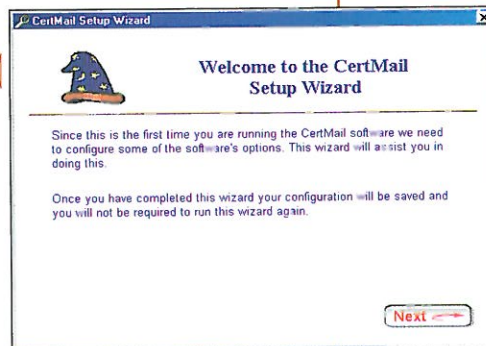 CertMail Setup Wizard
Welcome to the CertMail
Setup Wizard
Since this is the first time you are running the CertMail software we need
to configure some of the software's options. This wizard will assist you in
doing this.
Once you have completed this wizard your configuration will be saved and
you will not be required to run this wizard again.
Next